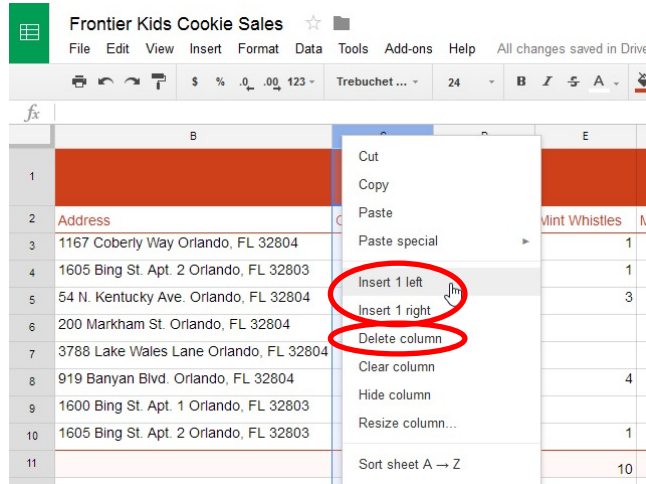 Frontier Kids Cookie Sales
File Edit View Insert Format Data Tools Add-ons Help All changes saved in Drive
$ % .0 .00 123 Trebuchet ... 24 B I S A
fx
B E
1
2 Address Mint Whistles
3 1167 Coberly Way Orlando, FL 32804 1
4 1605 Bing St. Apt. 2 Orlando, FL 32803 1
5 54 N. Kentucky Ave. Orlando, FL 32804 3
6 200 Markham St. Orlando, FL 32804
7 3788 Lake Wales Lane Orlando, FL 32804
8 919 Banyan Blvd. Orlando, FL 32804 4
9 1600 Bing St. Apt. 1 Orlando, FL 32803
10 1605 Bing St. Apt. 2 Orlando, FL 32803 1
11 10
Cut
Copy
Paste
Paste special
Insert 1 left
Insert 1 right
Delete column
Clear column
Hide column
Resize column...
Sort sheet A → Z